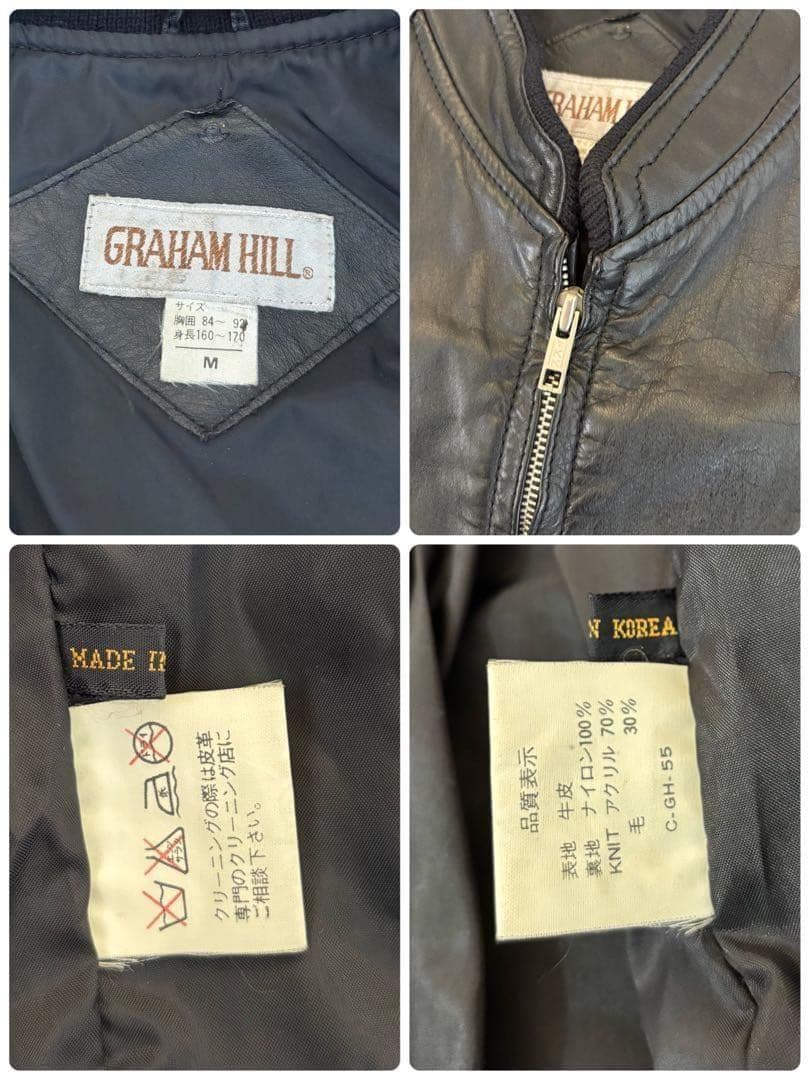 GRAHAM HILL®
サイズ
胸囲 84～ 92
身長160～170
M
RAHAM HI
MADE IN
クリーニングの際は皮革
専門のクリーニング店に
ご相談下さい。
N KOREA
品質表示
表地 牛皮
裏地 ナイロン100%
KNIT アクリル 70%
毛 30%
C-GH-55